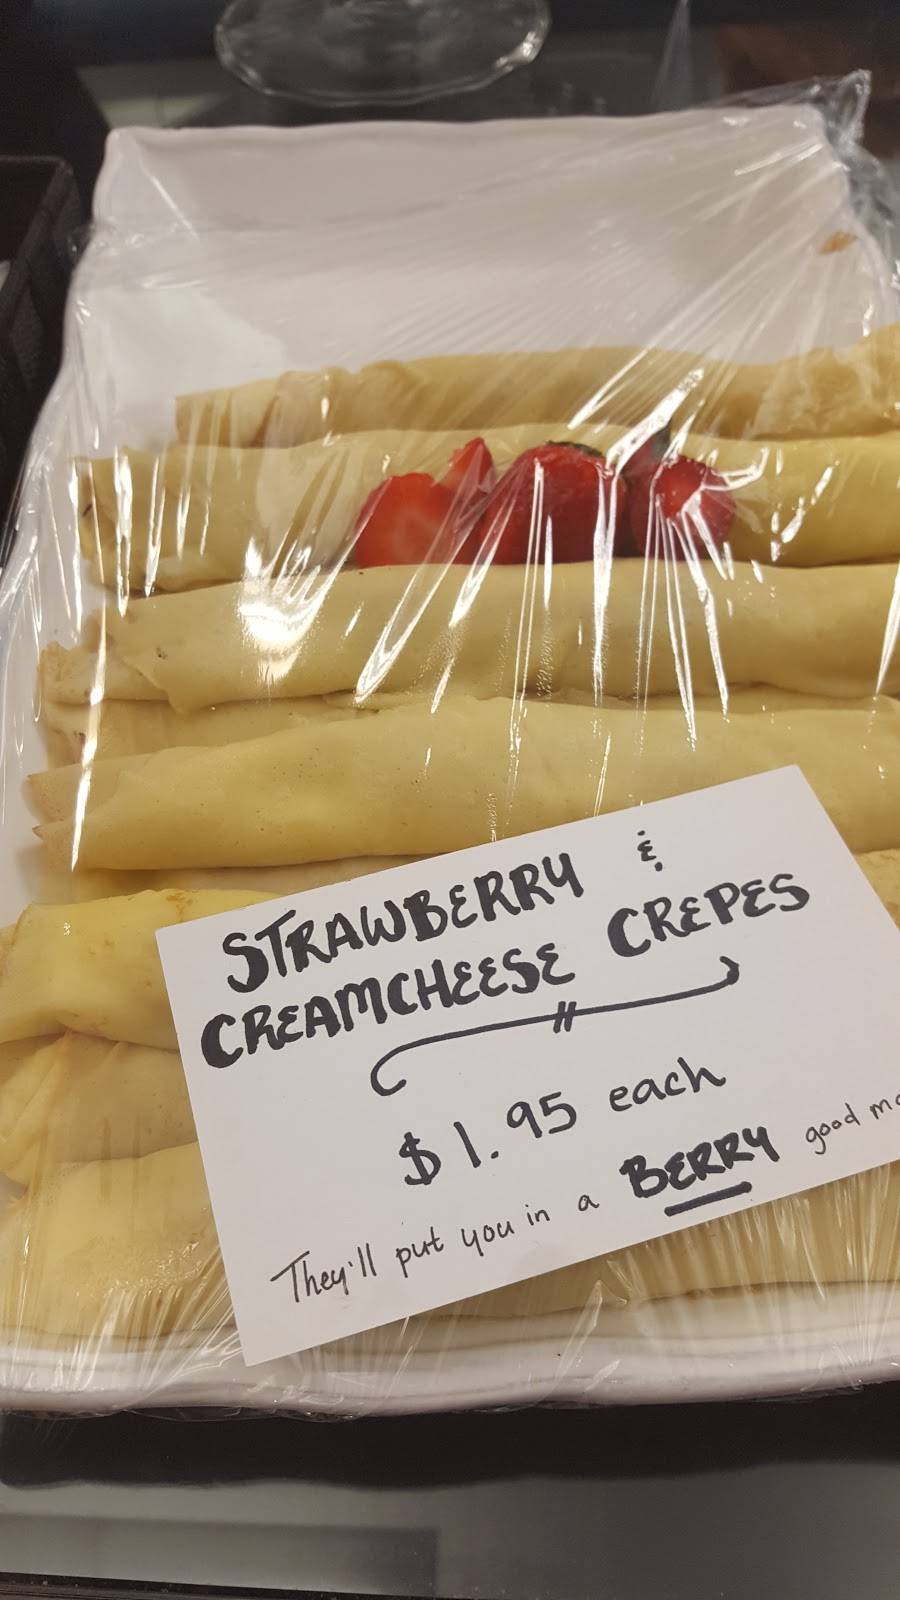 STRAWBERRY &
CREAMCHEESE CREPES
$1.95 each
They'll put you in a BERRY good